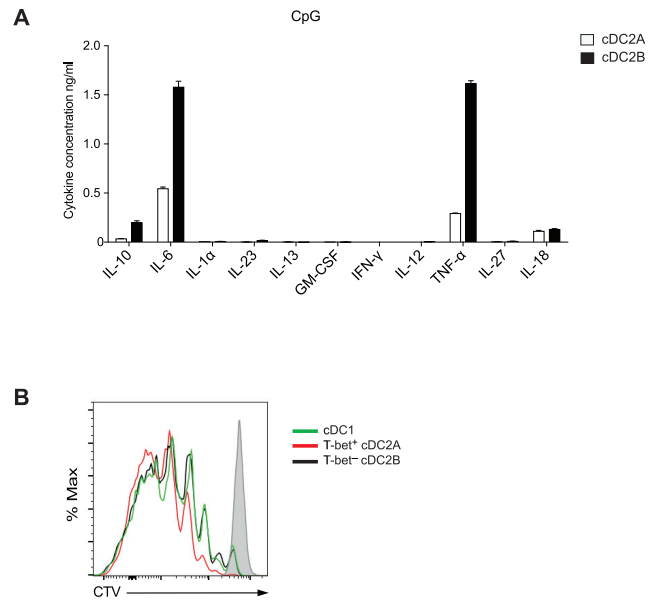 A
CpG
cDC2A
cDC2B
Cytokine concentration ng/ml
2.0
1.5
1.0
0.5
0
IL-10
IL-6
IL-1α
IL-23
IL-13
GM-CSF
IFN-γ
IL-12
TNF-α
IL-27
IL-18
B
% Max
CTV
cDC1
T-bet⁺ cDC2A
T-bet⁻ cDC2B